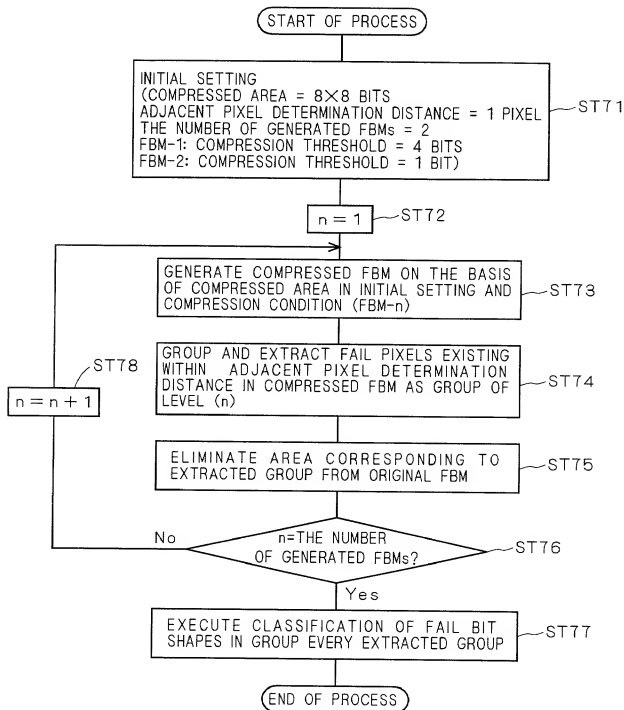 START OF PROCESS
INITIAL SETTING
(COMPRESSED AREA = 8×8 BITS
ADJACENT PIXEL DETERMINATION DISTANCE = 1 PIXEL
THE NUMBER OF GENERATED FBMs = 2
FBM-1: COMPRESSION THRESHOLD = 4 BITS
FBM-2: COMPRESSION THRESHOLD = 1 BIT)
ST71
n = 1
ST72
GENERATE COMPRESSED FBM ON THE BASIS
OF COMPRESSED AREA IN INITIAL SETTING AND
COMPRESSION CONDITION (FBM-n)
ST73
GROUP AND EXTRACT FAIL PIXELS EXISTING
WITHIN ADJACENT PIXEL DETERMINATION
DISTANCE IN COMPRESSED FBM AS GROUP OF
LEVEL (n)
ST74
ST78
n = n + 1
ELIMINATE AREA CORRESPONDING TO
EXTRACTED GROUP FROM ORIGINAL FBM
ST75
No
n=THE NUMBER
OF GENERATED FBMs?
ST76
Yes
EXECUTE CLASSIFICATION OF FAIL BIT
SHAPES IN GROUP EVERY EXTRACTED GROUP
ST77
END OF PROCESS